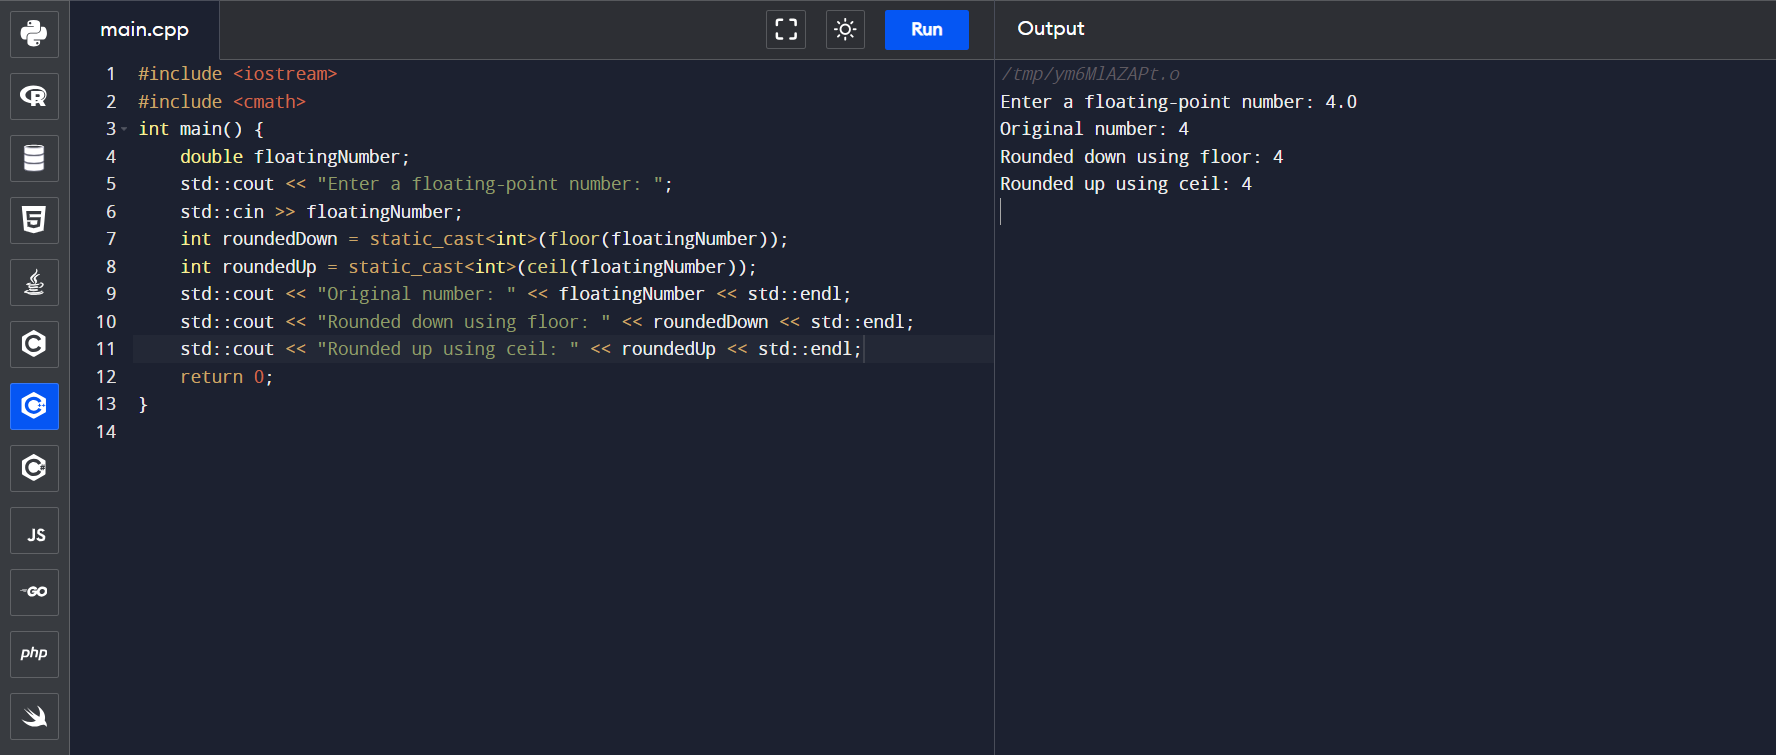 main.cpp
Run
Output
1 #include <iostream>
2 #include <cmath>
3 int main() {
4     double floatingNumber;
5     std::cout << "Enter a floating-point number: ";
6     std::cin >> floatingNumber;
7     int roundedDown = static_cast<int>(floor(floatingNumber));
8     int roundedUp = static_cast<int>(ceil(floatingNumber));
9     std::cout << "Original number: " << floatingNumber << std::endl;
10     std::cout << "Rounded down using floor: " << roundedDown << std::endl;
11     std::cout << "Rounded up using ceil: " << roundedUp << std::endl;
12     return 0;
13 }
14
/tmp/ym6MlAZAPt.o
Enter a floating-point number: 4.0
Original number: 4
Rounded down using floor: 4
Rounded up using ceil: 4
R
5
C
C++
C#
JS
GO
php